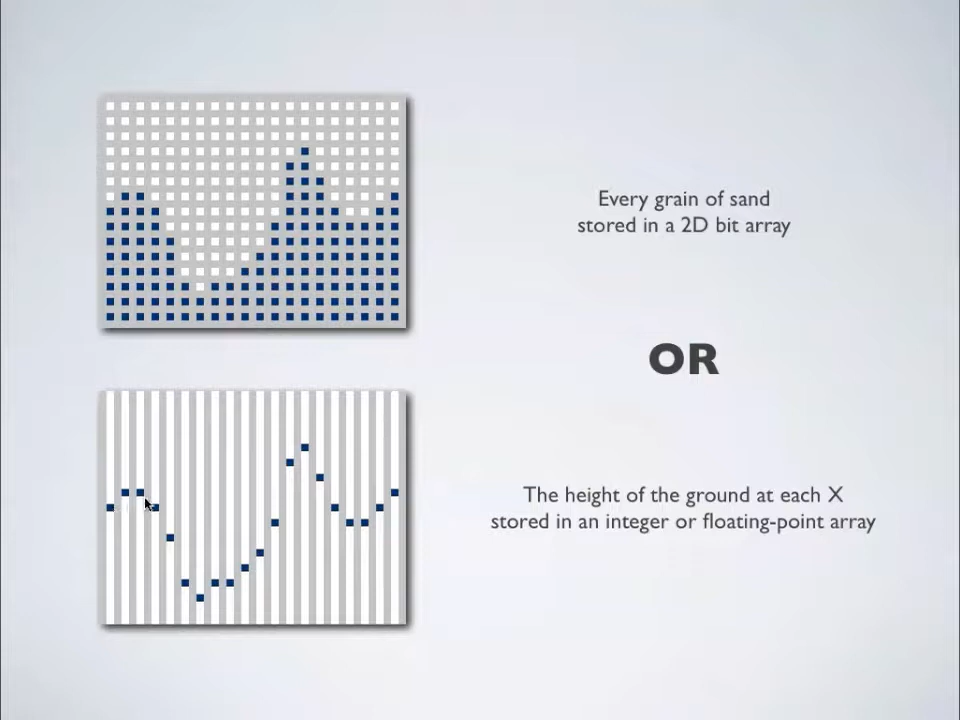 Every grain of sand
stored in a 2D bit array
OR
The height of the ground at each X
stored in an integer or floating-point array